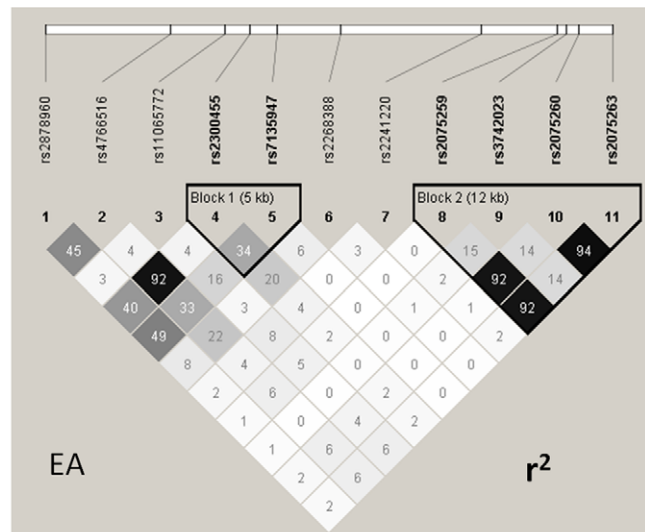 rs2878960
rs4766516
rs11065772
rs2300455
rs7135947
rs2268388
rs2241220
rs2075259
rs3742023
rs2075260
rs2075263
Block 1 (5 kb) Block 2 (12 kb)
1 2 3 4 5 6 7 8 9 10 11
45 4 4 34 6 3 0 15 14 94
3 92 16 20 0 0 2 92 14
40 33 3 4 0 1 1 92
49 22 8 2 0 0 2
8 4 5 0 0 0
2 6 0 2 0
1 0 4 2
1 6 6
2 6
2
EA
r²